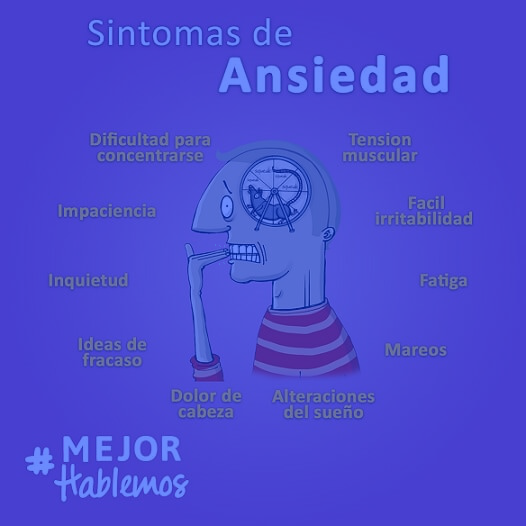 Sintomas de
Ansiedad
Dificultad para
concentrarse
Tension
muscular
Impaciencia
Facil
irritabilidad
Inquietud
Fatiga
Ideas de
fracaso
Mareos
Dolor de
cabeza
Alteraciones
del sueño
#MEJOR
Hablemos